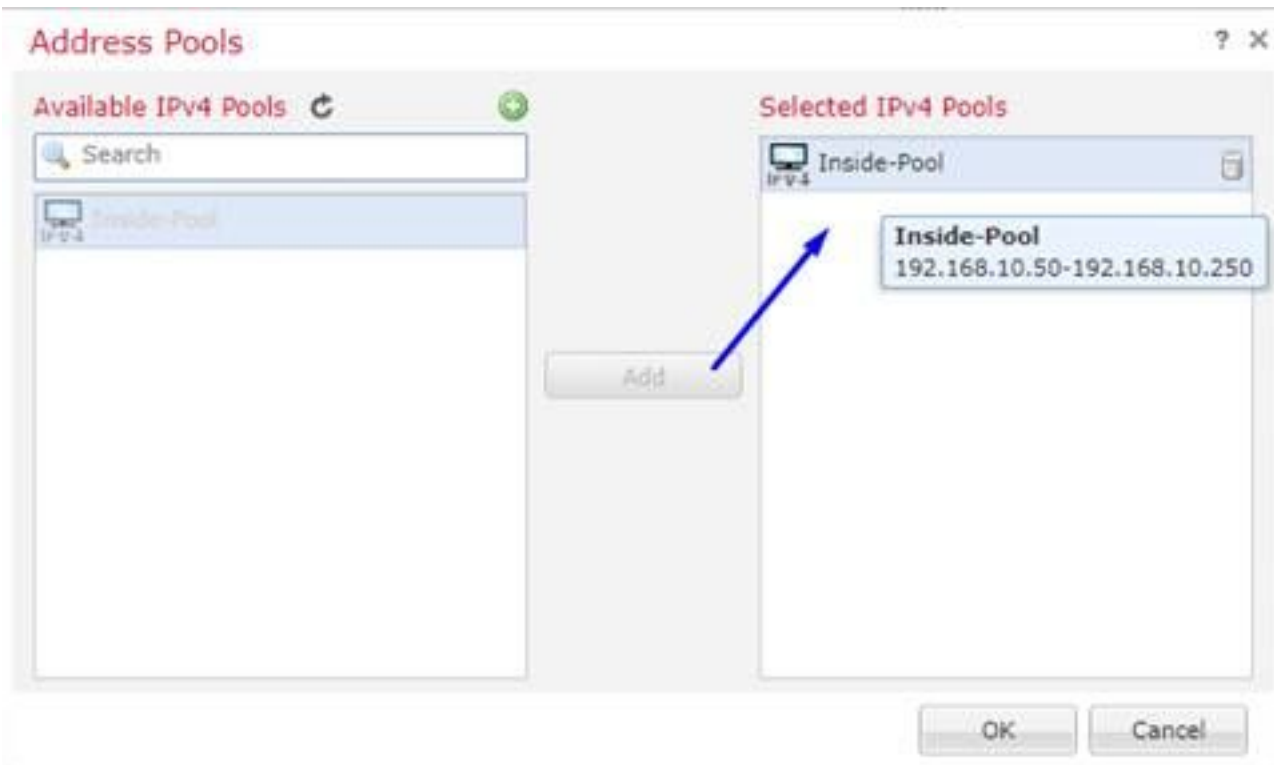 Address Pools
?
Available IPv4 Pools
Selected IPv4 Pools
Search
IPV4 Inside-Pool
IPV4 Inside-Pool
Inside-Pool
192.168.10.50-192.168.10.250
Add
OK
Cancel